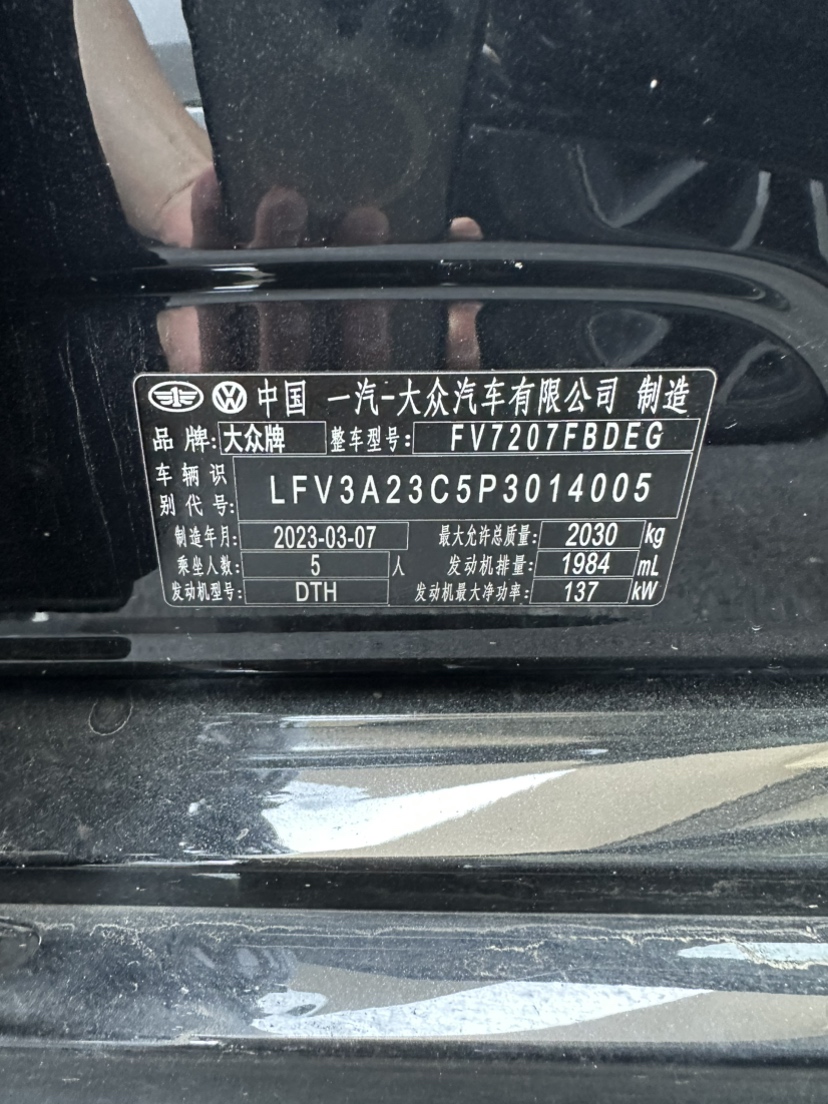 中国 一汽-大众汽车有限公司 制造
品牌:大众牌 整车型号: FV7207FBDEG
车辆识别代号: LFV3A23C5P3014005
制造年月: 2023-03-07 最大允许总质量: 2030 kg
乘坐人数: 5 人 发动机排量: 1984 mL
发动机型号: DTH 发动机最大净功率: 137 kW